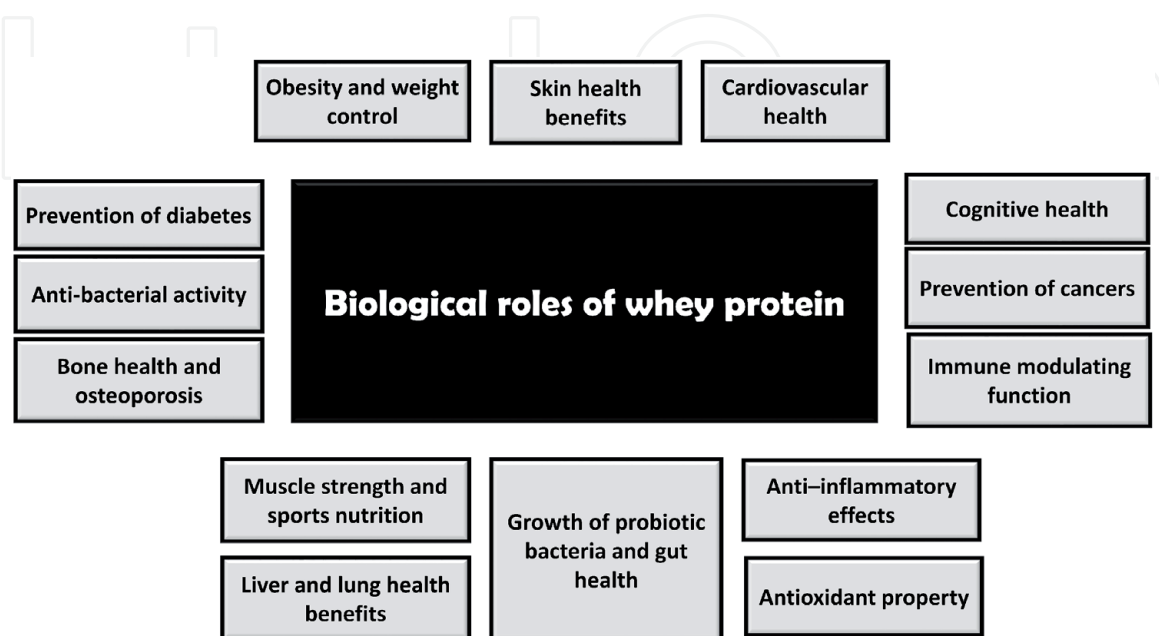 Obesity and weight
control
Skin health
benefits
Cardiovascular
health
Prevention of diabetes
Anti-bacterial activity
Bone health and
osteoporosis
Biological roles of whey protein
Cognitive health
Prevention of cancers
Immune modulating
function
Muscle strength and
sports nutrition
Liver and lung health
benefits
Growth of probiotic
bacteria and gut
health
Anti–inflammatory
effects
Antioxidant property